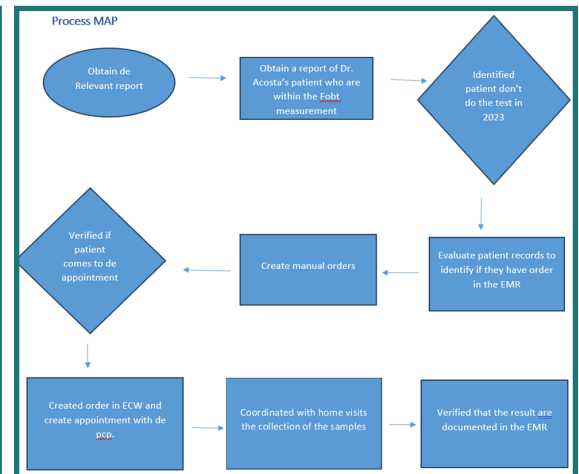 Process MAP
Obtain de
Relevant report
Obtain a report of Dr.
Acosta's patient who are
within the Fobt
measurement
Identified
patient don't
do the test in
2023
Evaluate patient records to
identify if they have order
in the EMR
Create manual orders
Verified if
patient
comes to de
appointment
Created order in ECW and
create appointment with de
pcp.
Coordinated with home visits
the collection of the samples
Verified that the result are
documented in the EMR